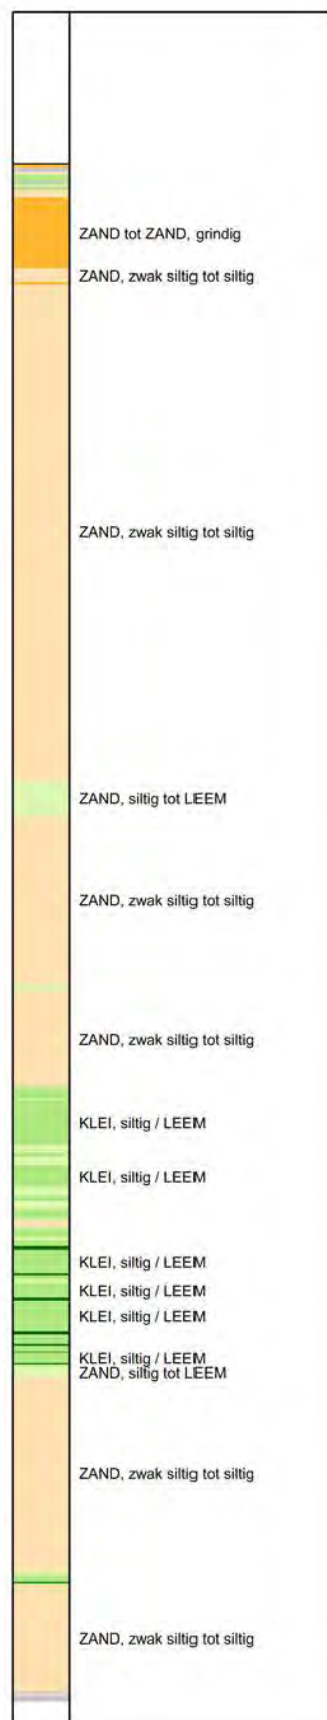 ZAND tot ZAND, grindig
ZAND, zwak siltig tot siltig
ZAND, zwak siltig tot siltig
ZAND, siltig tot LEEM
ZAND, zwak siltig tot siltig
ZAND, zwak siltig tot siltig
KLEI, siltig / LEEM
KLEI, siltig / LEEM
KLEI, siltig / LEEM
KLEI, siltig / LEEM
KLEI, siltig / LEEM
KLEI, siltig / LEEM
ZAND, siltig tot LEEM
ZAND, zwak siltig tot siltig
ZAND, zwak siltig tot siltig